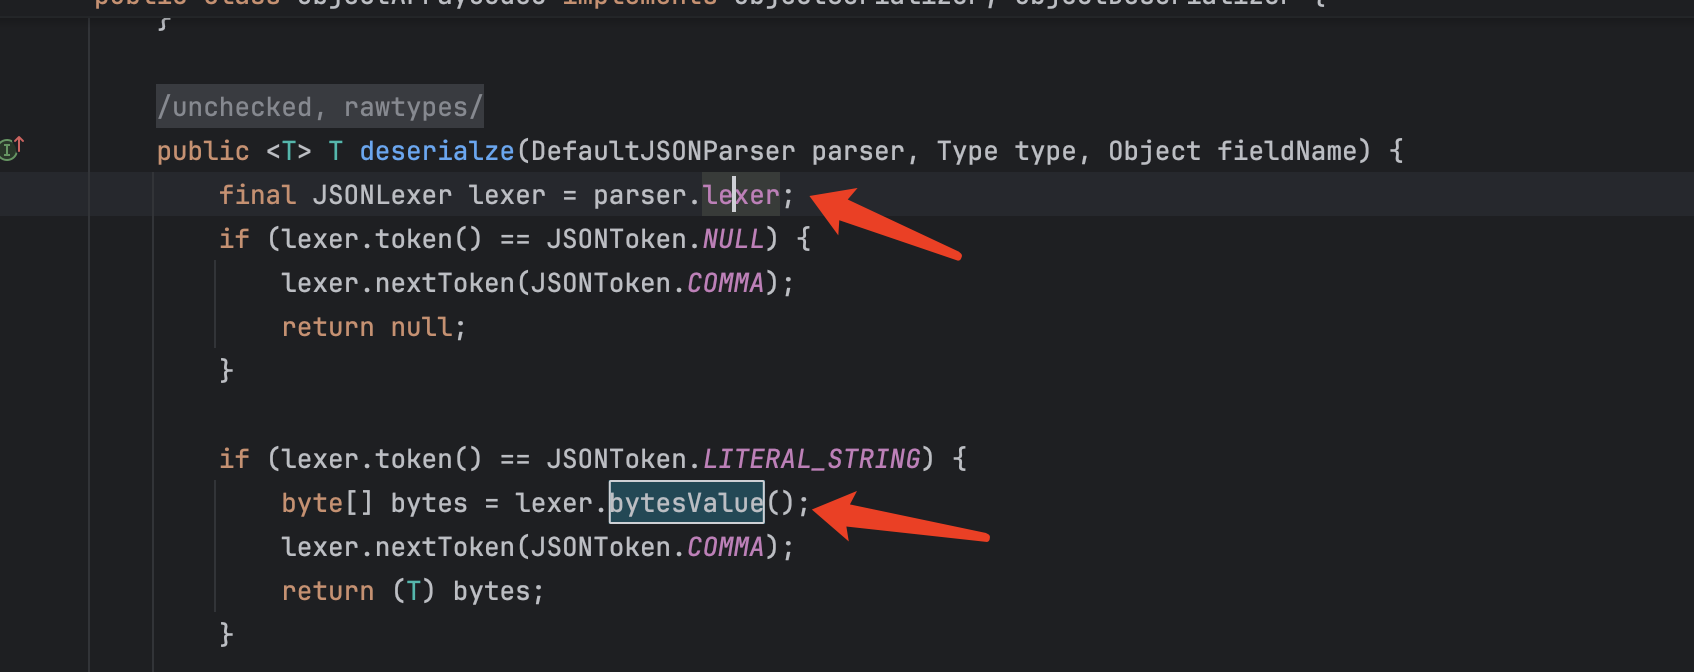 public class ObjectArrayCodec implements ObjectSerializer, ObjectDeserializer {
}
/unchecked, rawtypes/
public <T> T deserialze(DefaultJSONParser parser, Type type, Object fieldName) {
final JSONLexer lexer = parser.lexer;
if (lexer.token() == JSONToken.NULL) {
lexer.nextToken(JSONToken.COMMA);
return null;
}
if (lexer.token() == JSONToken.LITERAL_STRING) {
byte[] bytes = lexer.bytesValue();
lexer.nextToken(JSONToken.COMMA);
return (T) bytes;
}